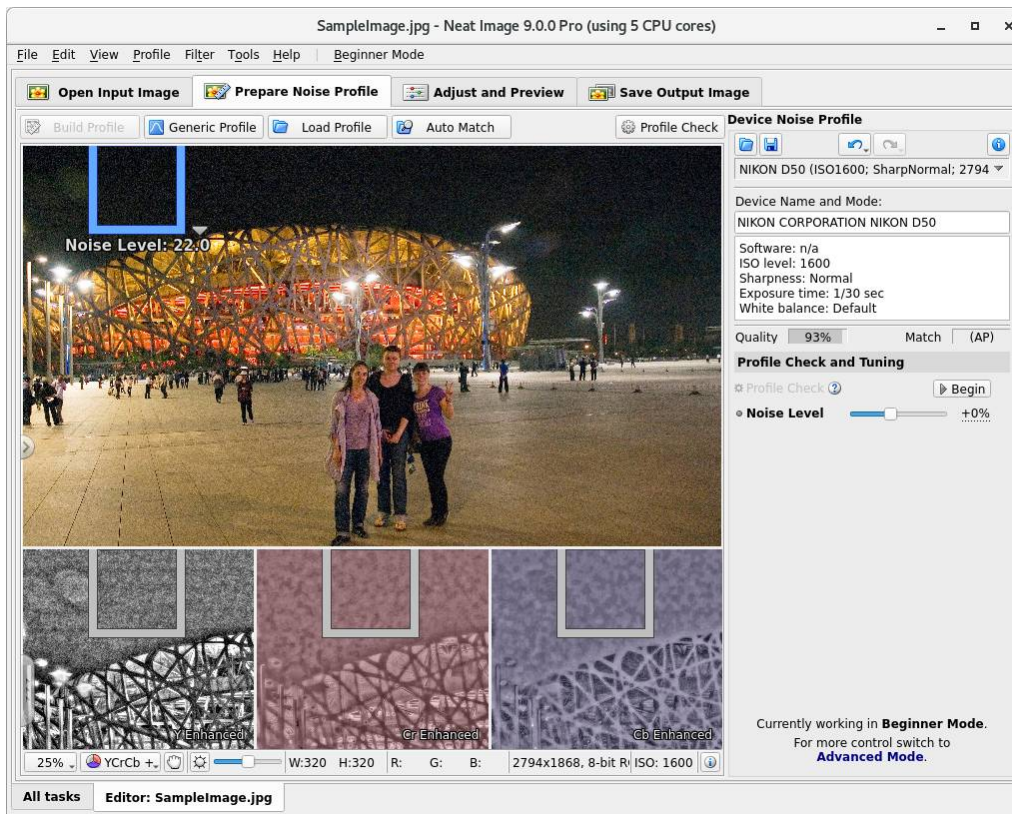 SampleImage.jpg - Neat Image 9.0.0 Pro (using 5 CPU cores)
File Edit View Profile Filter Tools Help Beginner Mode
Open Input Image Prepare Noise Profile Adjust and Preview Save Output Image
Build Profile Generic Profile Load Profile Auto Match Profile Check
Device Noise Profile
NIKON D50 (ISO1600; SharpNormal; 2794
Device Name and Mode:
NIKON CORPORATION NIKON D50
Software: n/a
ISO level: 1600
Sharpness: Normal
Exposure time: 1/30 sec
White balance: Default
Quality 93% Match (AP)
Profile Check and Tuning
Profile Check Begin
Noise Level +0%
Noise Level: 22.0
Y Enhanced Cr Enhanced Cb Enhanced
Currently working in Beginner Mode.
For more control switch to
Advanced Mode.
25% YCrCb + W:320 H:320 R: G: B: 2794x1868, 8-bit R ISO: 1600
All tasks Editor: SampleImage.jpg